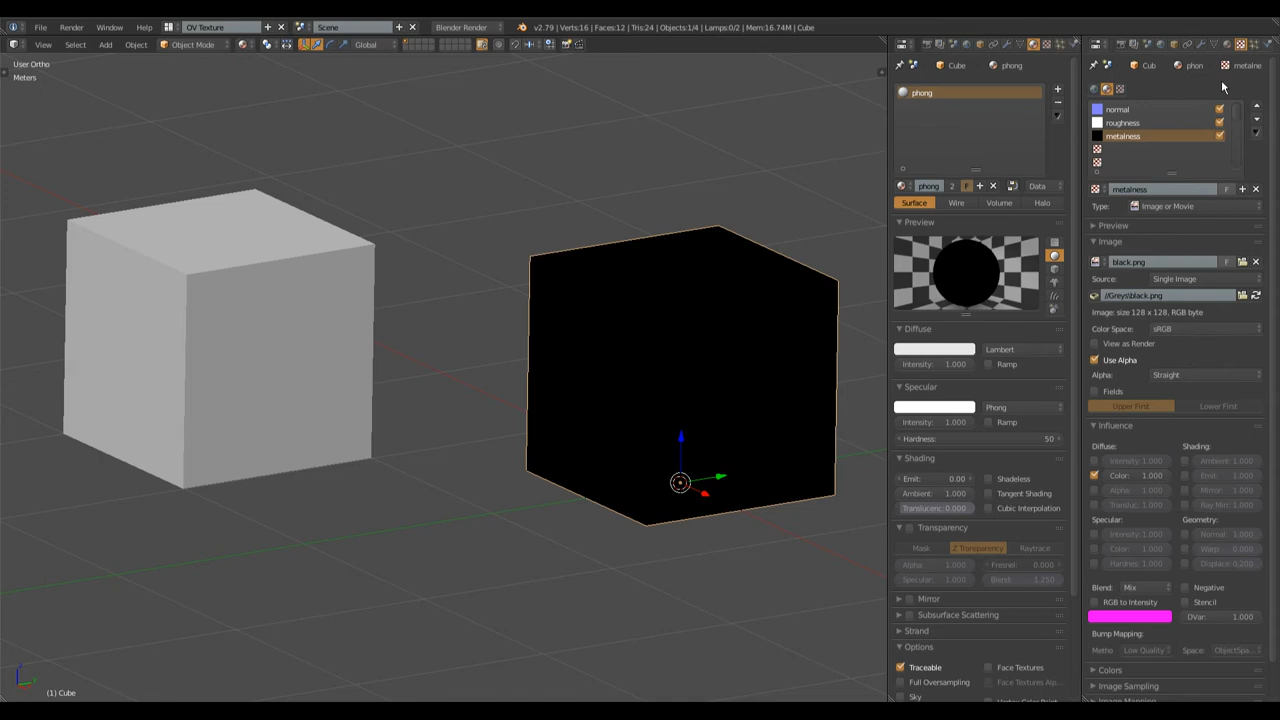 File Render Window Help OV Texture Scene Blender Render v2.79 | Verts:16 | Faces:12 | Tris:24 | Objects:1/4 | Lamps:0/2 | Mem:16.74M | Cube
View Select Add Object Object Mode Global
User Ortho
Meters
(1) Cube
Cube phong
phong
phong 2 F Data
Surface Wire Volume Halo
Preview
Diffuse
Lambert
Intensity: 1.000 Ramp
Specular
Phong
Intensity: 1.000 Ramp
Hardness: 50
Shading
Emit: 0.00 Shadeless
Ambient: 1.000 Tangent Shading
Translucenc: 0.000 Cubic Interpolation
Transparency
Mask Z Transparency Raytrace
Alpha: 1.000 Fresnel: 0.000
Specular: 1.000 Blend: 1.250
Mirror
Subsurface Scattering
Strand
Options
Traceable Face Textures
Full Oversampling Face Textures Alp...
Sky
Cub phon metalne
normal
roughness
metalness
metalness F
Type: Image or Movie
Preview
Image
black.png F
Source: Single Image
//Greys\black.png
Image: size 128 x 128, RGB byte
Color Space: sRGB
View as Render
Use Alpha
Alpha: Straight
Fields
Upper First Lower First
Influence
Diffuse: Shading:
Intensity: 1.000 Ambient: 1.000
Color: 1.000 Emit: 1.000
Alpha: 1.000 Mirror: 1.000
Transluc: 1.000 Ray Mirr: 1.000
Specular: Geometry:
Intensity: 1.000 Normal: 1.000
Color: 1.000 Warp: 0.000
Hardnes: 1.000 Displace: 0.200
Blend: Mix Negative
RGB to Intensity Stencil
DVar: 1.000
Bump Mapping:
Metho Low Quality Space: ObjectSpa...
Colors
Image Sampling
Image Mapping